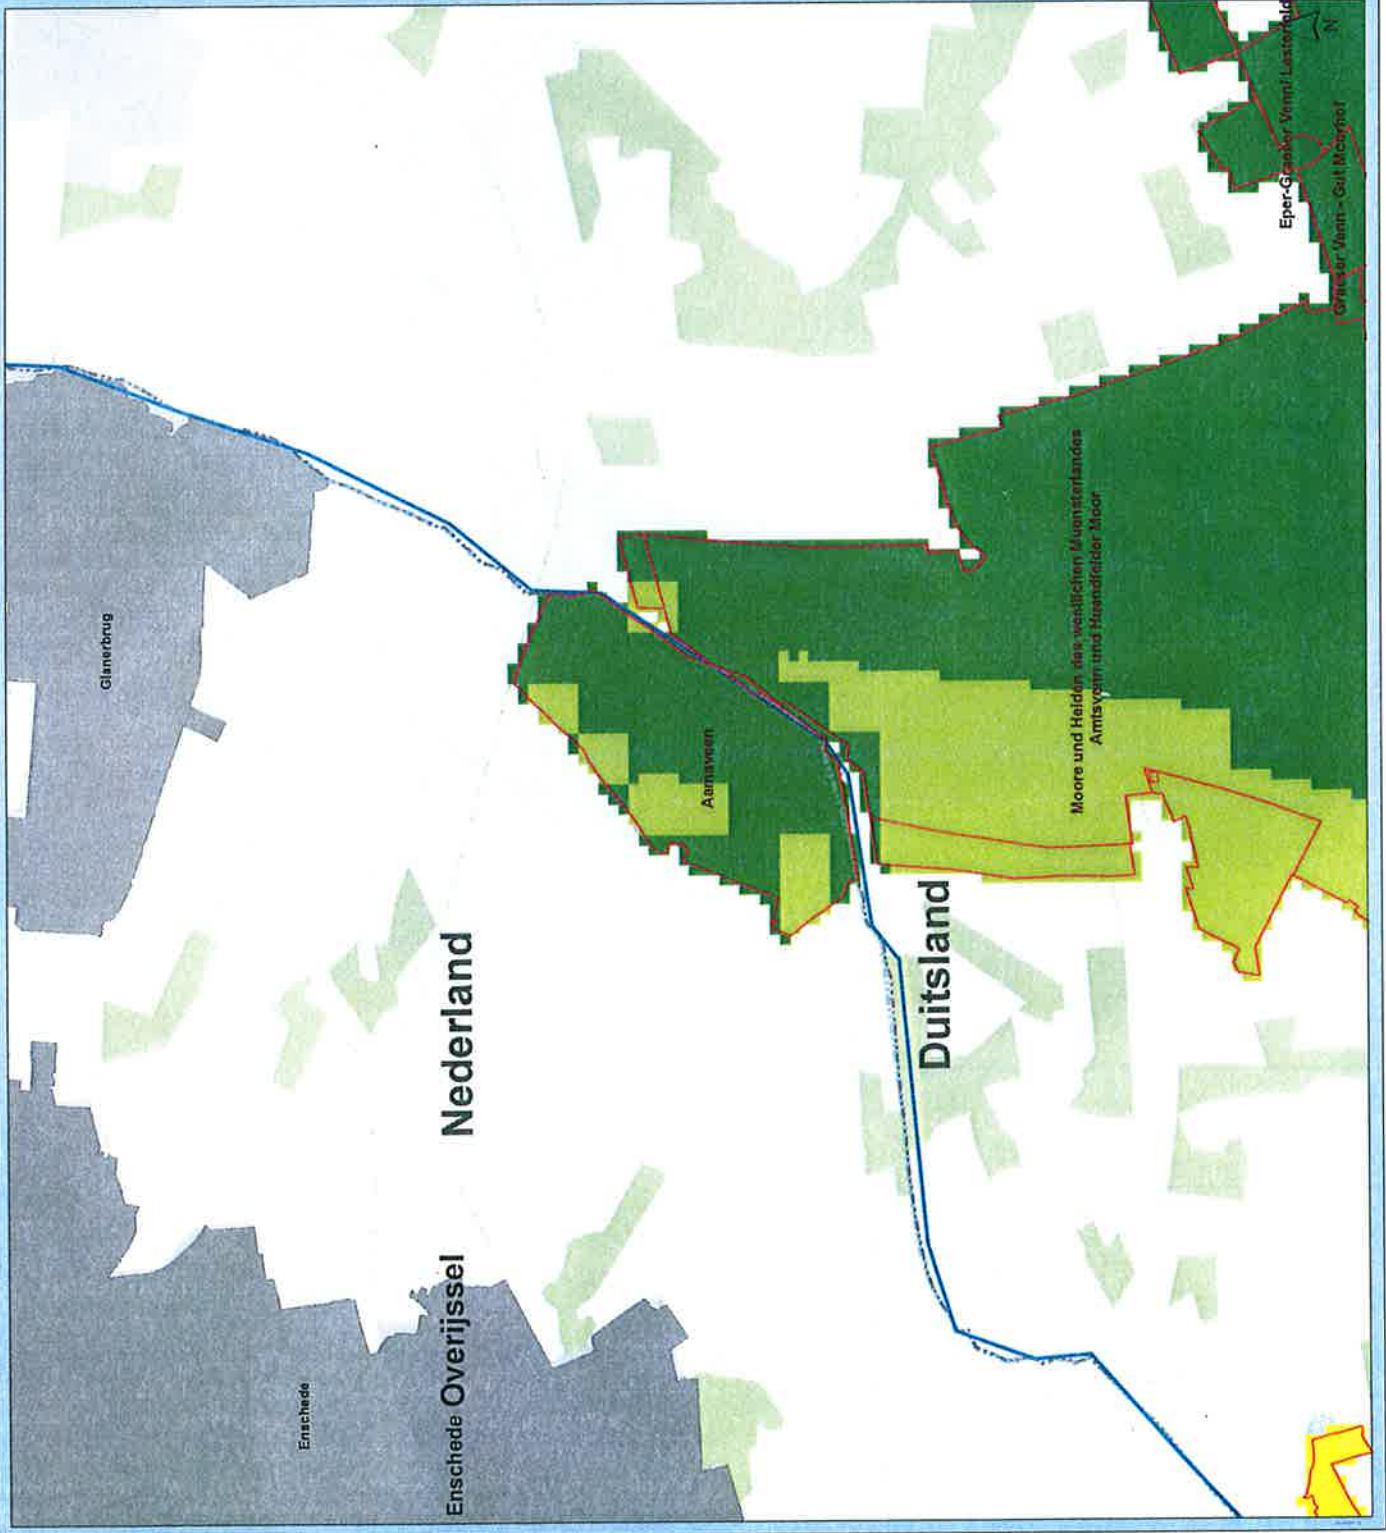 Glanerbrug
Enschede
Enschede Overijssel
Nederland
Aamsveen
Duitsland
Moore und Heiden des westlichen Muensterlandes
Amtsvenn und Huendfelder Moor
Eper-Graeser Venn/ Lasterfeld
Graeser Venn - Gut Moorhof
N